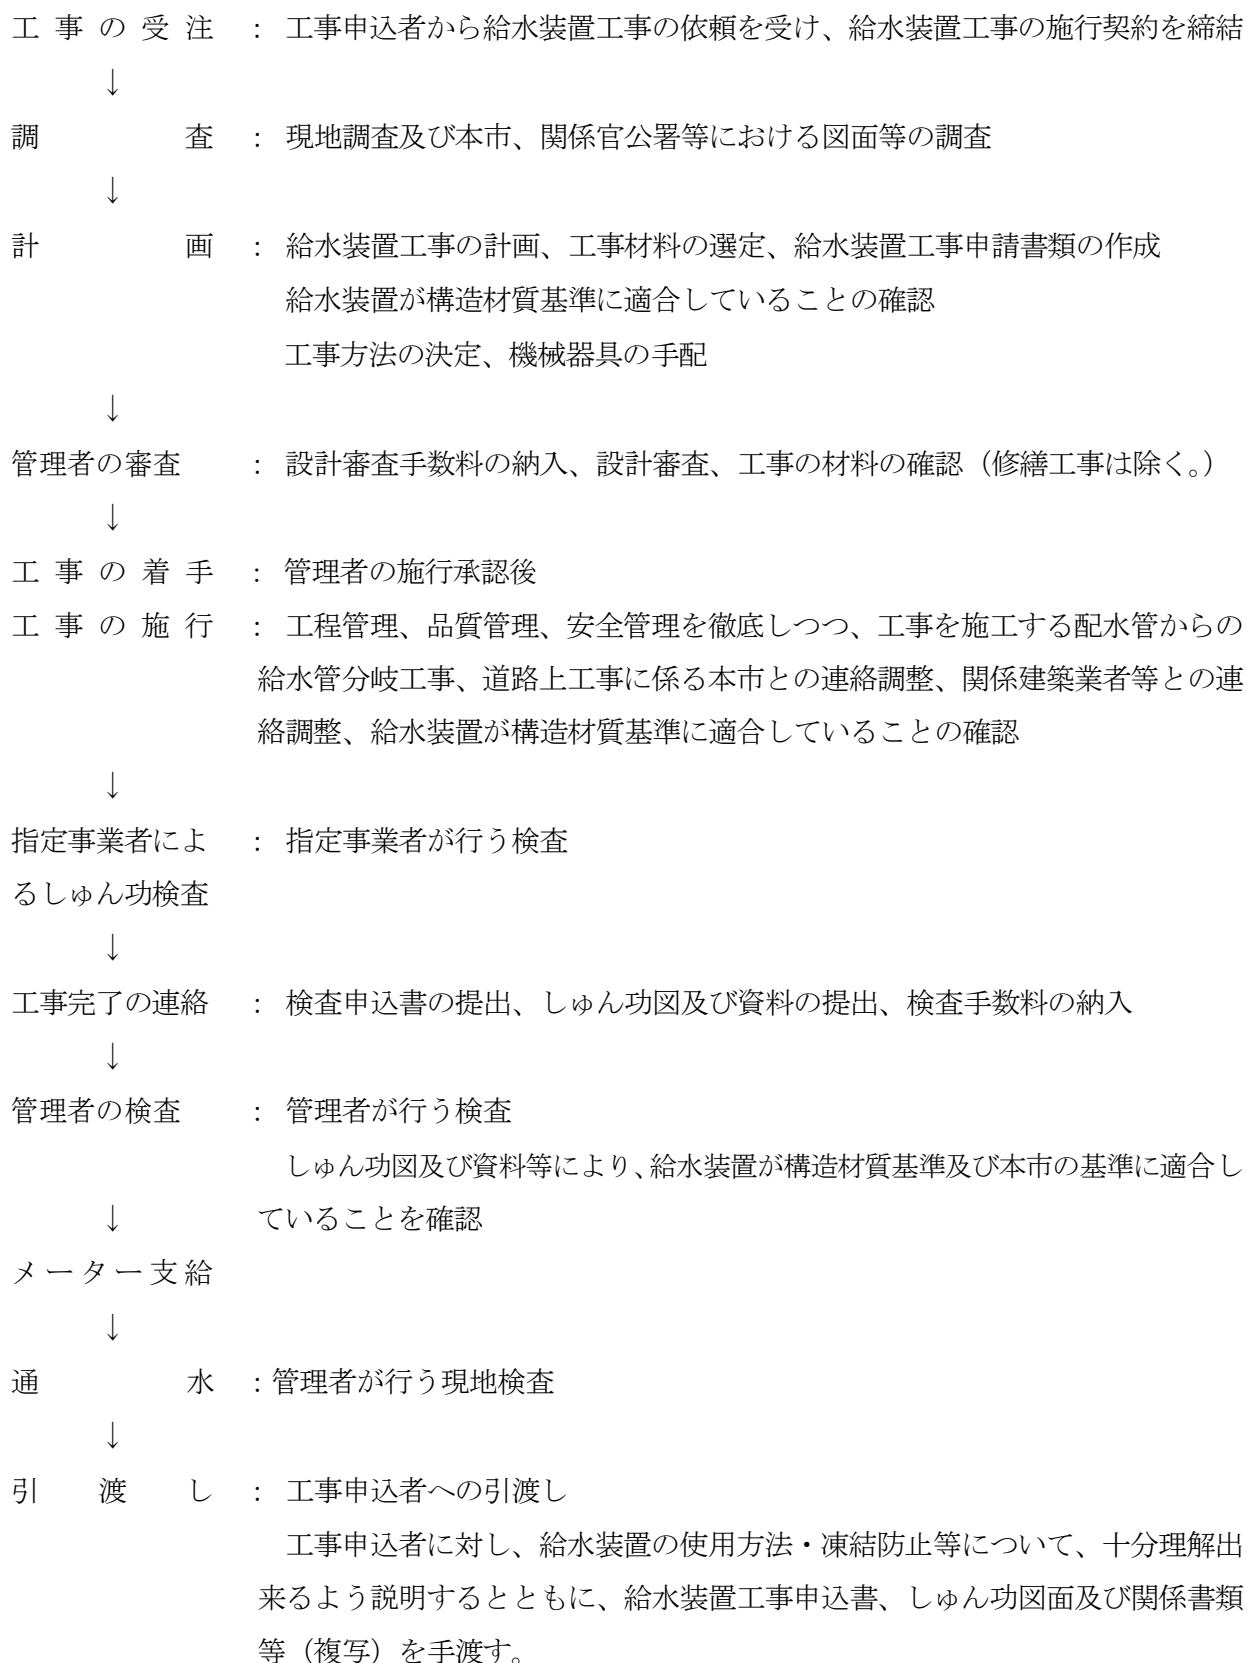 工事の受注 : 工事申込者から給水装置工事の依頼を受け、給水装置工事の施行契約を締結
↓
調査 : 現地調査及び本市、関係官公署等における図面等の調査
↓
計画 : 給水装置工事の計画、工事材料の選定、給水装置工事申請書類の作成
給水装置が構造材質基準に適合していることの確認
工事方法の決定、機械器具の手配
↓
管理者の審査 : 設計審査手数料の納入、設計審査、工事の材料の確認（修繕工事は除く。）
↓
工事の着手 : 管理者の施行承認後
工事の施行 : 工程管理、品質管理、安全管理を徹底しつつ、工事を施工する配水管からの
給水管分岐工事、道路上工事に係る本市との連絡調整、関係建築業者等との連
絡調整、給水装置が構造材質基準に適合していることの確認
↓
指定事業者によ : 指定事業者が行う検査
るしゅん功検査
↓
工事完了の連絡 : 検査申込書の提出、しゅん功図及び資料の提出、検査手数料の納入
↓
管理者の検査 : 管理者が行う検査
しゅん功図及び資料等により、給水装置が構造材質基準及び本市の基準に適合し
↓ ていることを確認
メーター支給
↓
通水 : 管理者が行う現地検査
↓
引渡し : 工事申込者への引渡し
工事申込者に対し、給水装置の使用方法・凍結防止等について、十分理解出
来るよう説明するとともに、給水装置工事申込書、しゅん功図面及び関係書類
等（複写）を手渡す。